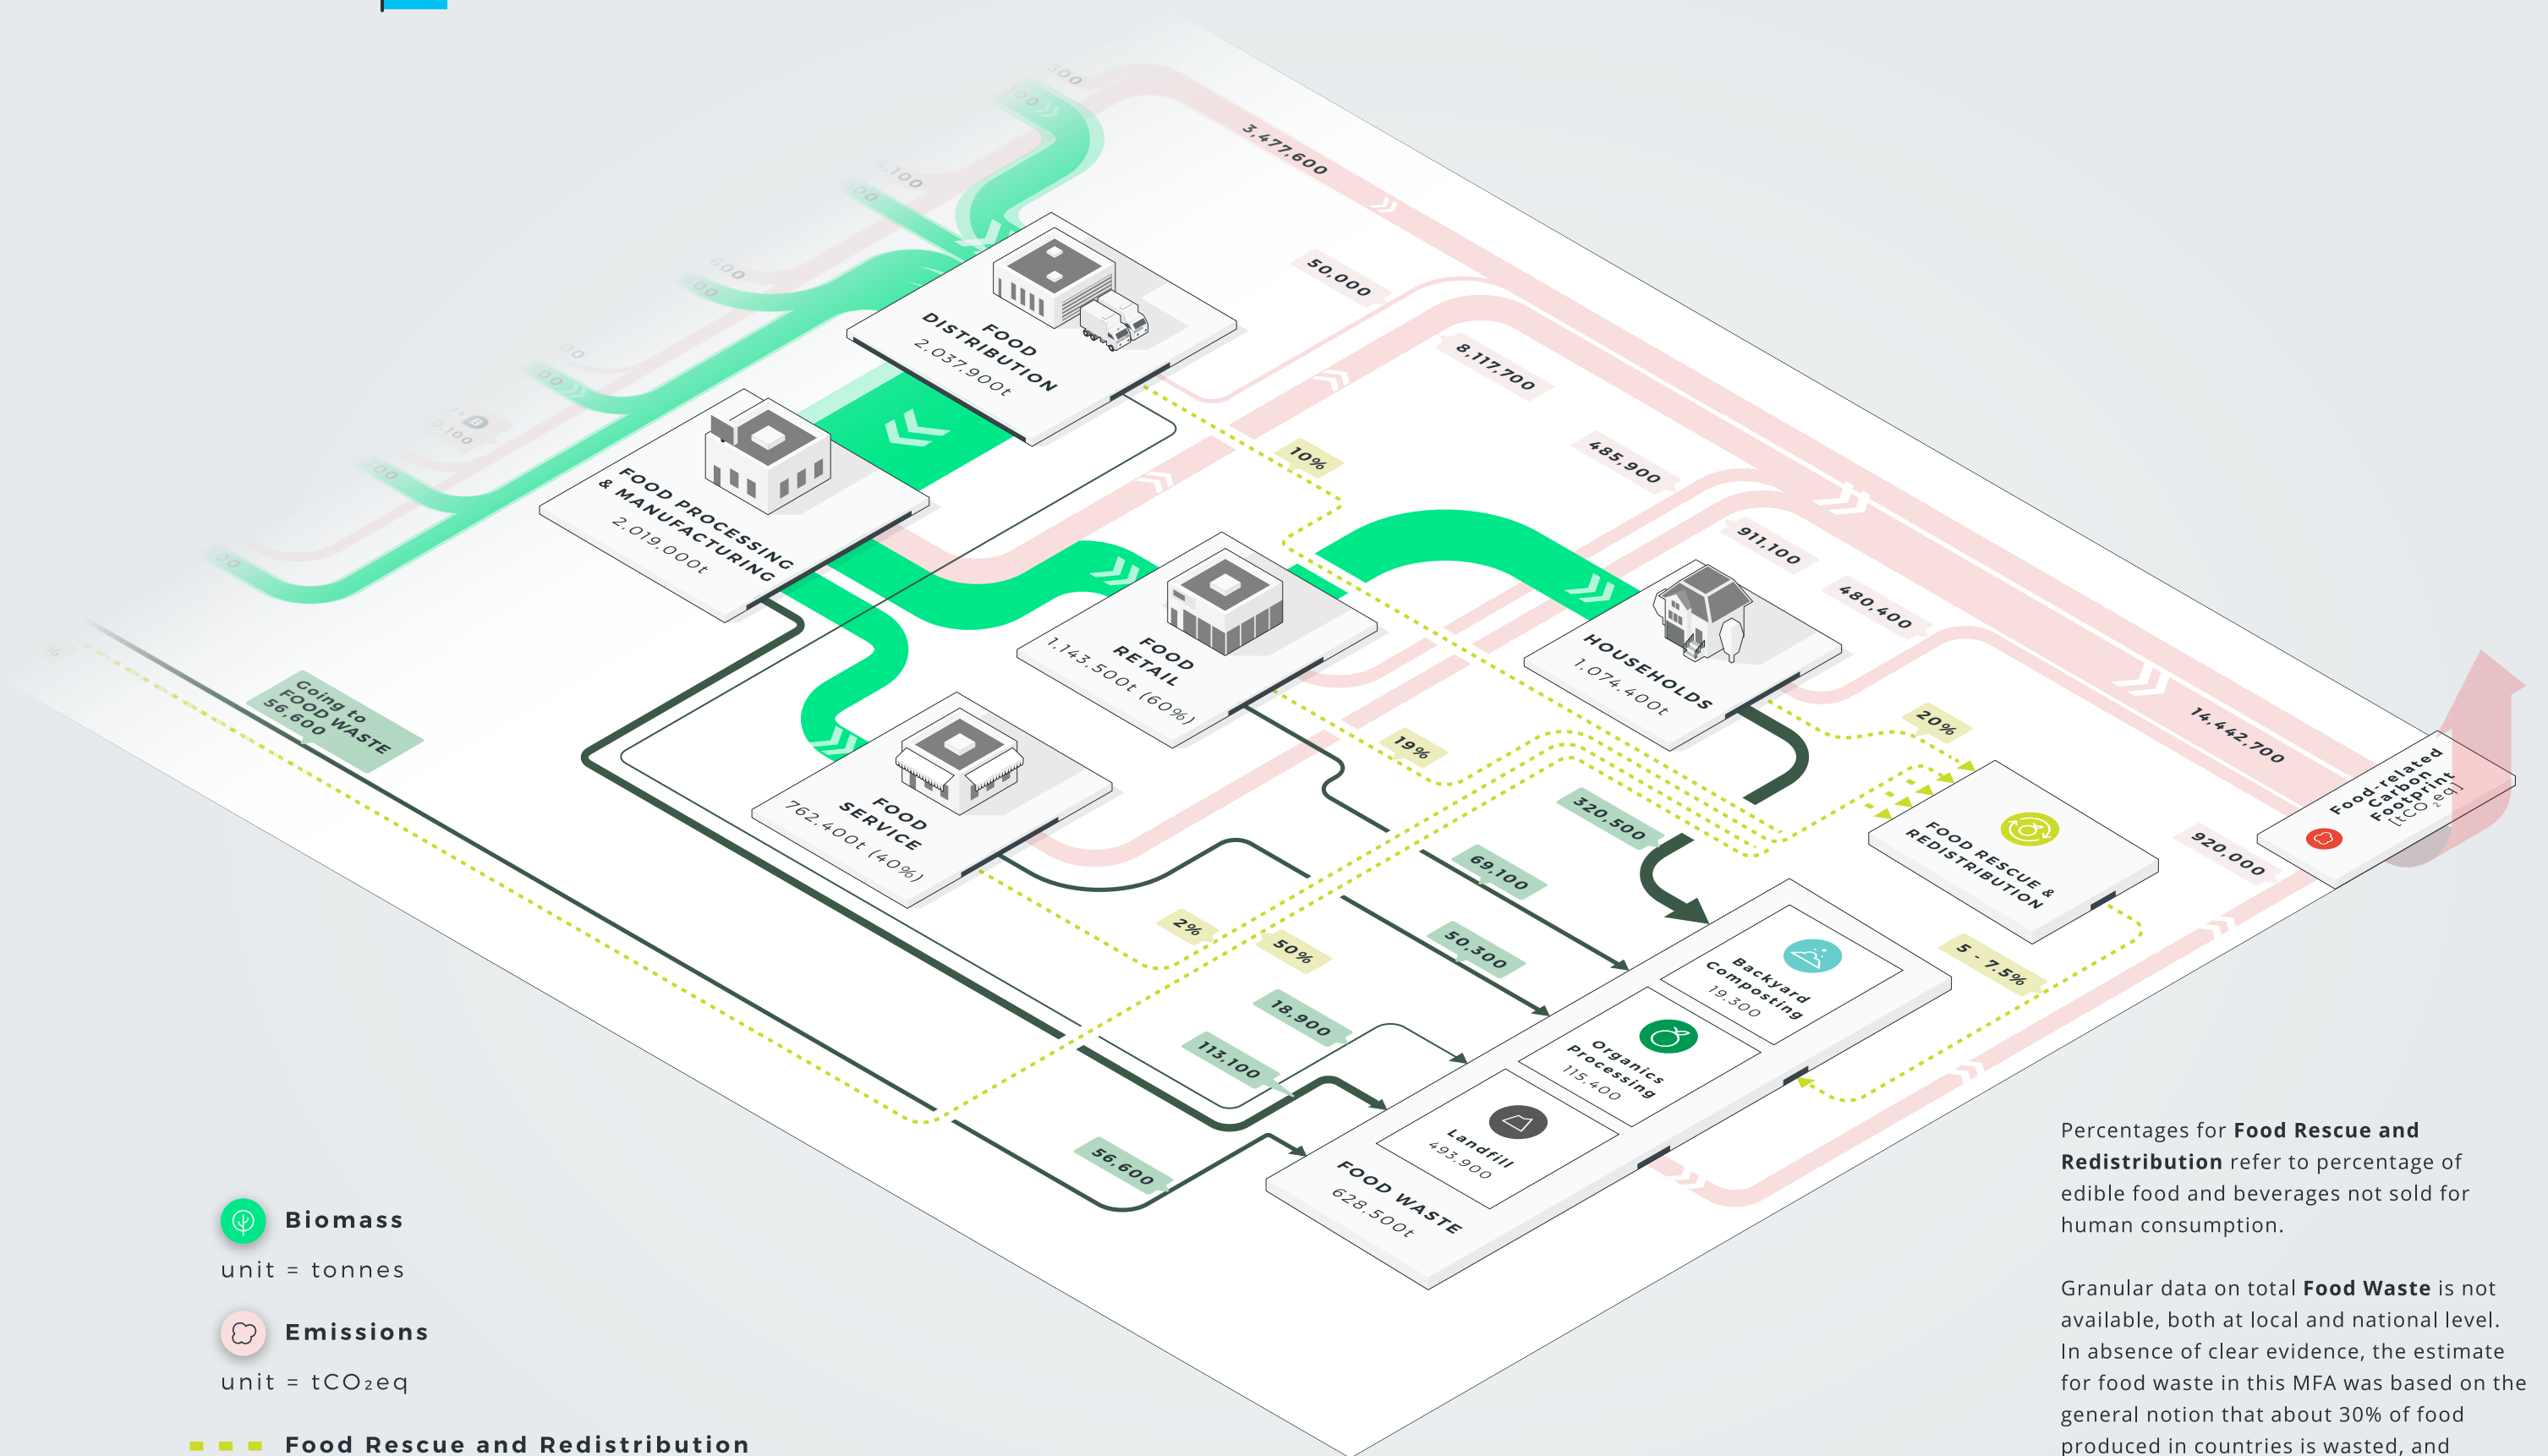 3,477,600
50,000
8,117,700
485,900
911,100
480,400
14,442,700
920,000
FOOD
DISTRIBUTION
2.037.900t
FOOD PROCESSING
& MANUFACTURING
2.019.000t
10%
FOOD
RETAIL
1.143.500t (60%)
HOUSEHOLDS
1.074.400t
FOOD
SERVICE
762.400t (40%)
Going to
FOOD WASTE
56,600
19%
20%
2%
50%
5 - 7.5%
320,500
69,100
50,300
18,900
113,100
56,600
FOOD RESCUE &
REDISTRIBUTION
Food-related
Carbon
Footprint
[tCO₂eq]
Backyard
Composting
19.300
Organics
Processing
115.400
Landfill
493.900
FOOD WASTE
628.500t
Biomass
unit = tonnes
Emissions
unit = tCO₂eq
Food Rescue and Redistribution
Percentages for Food Rescue and
Redistribution refer to percentage of
edible food and beverages not sold for
human consumption.
Granular data on total Food Waste is not
available, both at local and national level.
In absence of clear evidence, the estimate
for food waste in this MFA was based on the
general notion that about 30% of food
produced in countries is wasted, and